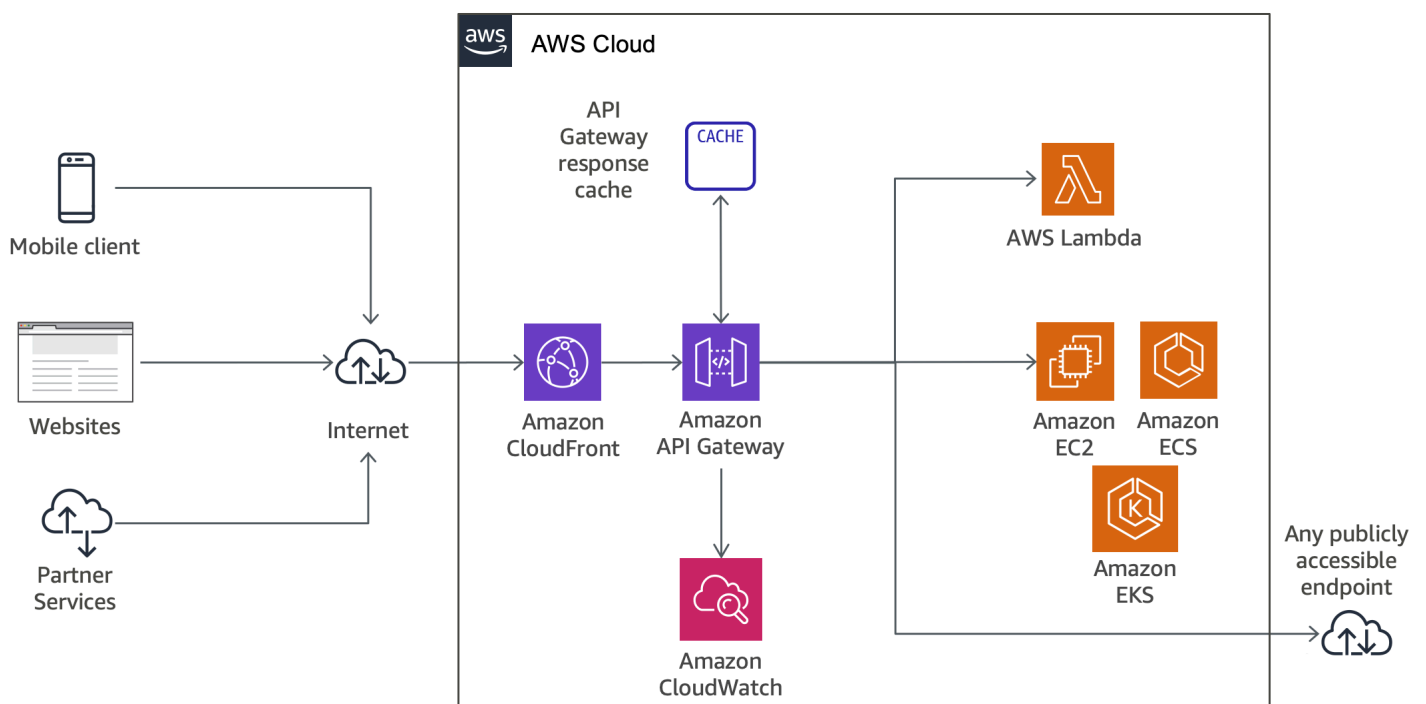 aws
AWS Cloud
API
Gateway
response
cache
CACHE
Mobile client
AWS Lambda
Websites
Internet
Amazon
CloudFront
Amazon
API Gateway
Amazon
EC2
Amazon
ECS
K
Amazon
EKS
Partner
Services
Any publicly
accessible
endpoint
Amazon
CloudWatch